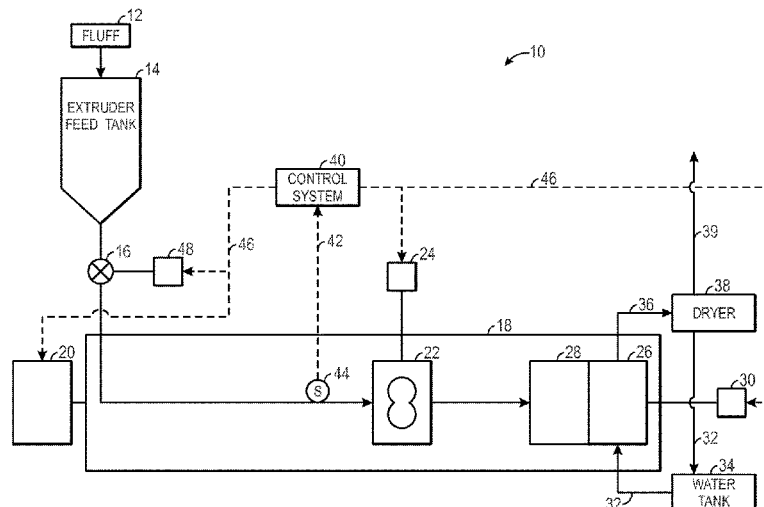 12
FLUFF
14
10
EXTRUDER
FEED TANK
40
CONTROL
SYSTEM
46
16
48
46
42
24
39
38
36
DRYER
18
20
44
S
22
28
26
30
32
34
WATER
TANK
32